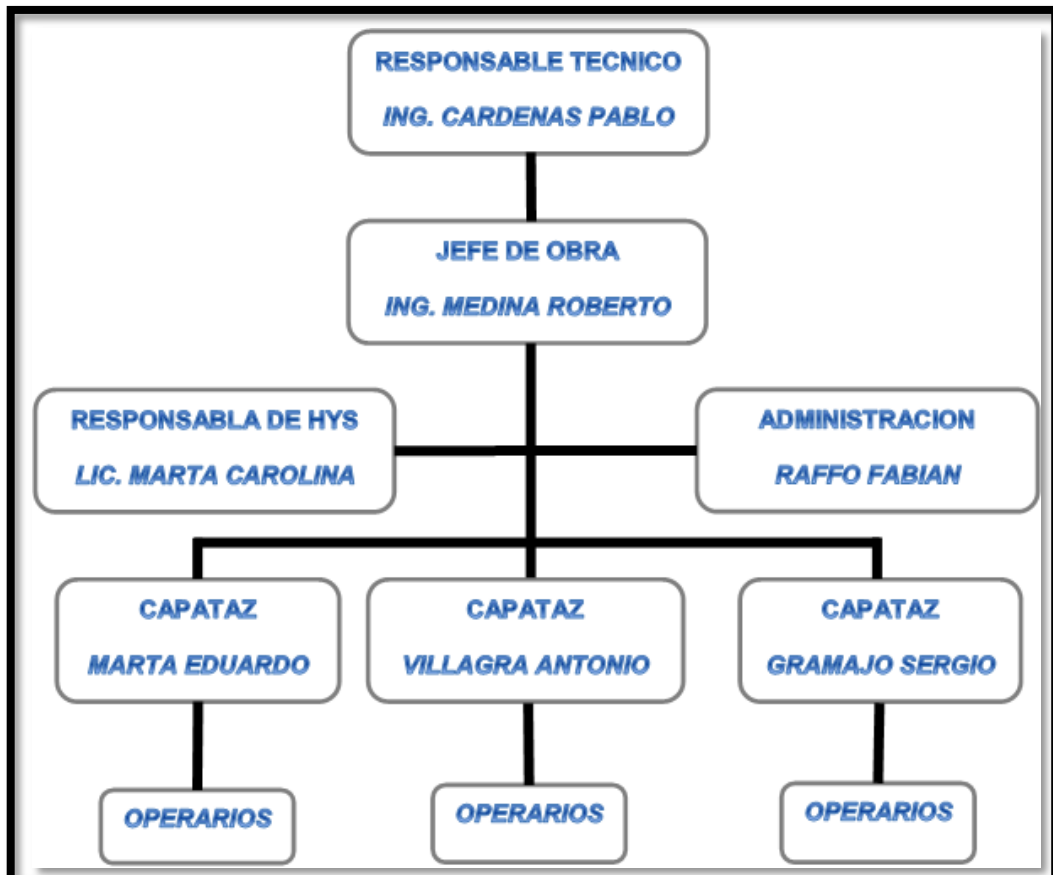 RESPONSABLE TECNICO
ING. CARDENAS PABLO
JEFE DE OBRA
ING. MEDINA ROBERTO
RESPONSABLA DE HYS
LIC. MARTA CAROLINA
ADMINISTRACION
RAFFO FABIAN
CAPATAZ
MARTA EDUARDO
CAPATAZ
VILLAGRA ANTONIO
CAPATAZ
GRAMAJO SERGIO
OPERARIOS
OPERARIOS
OPERARIOS